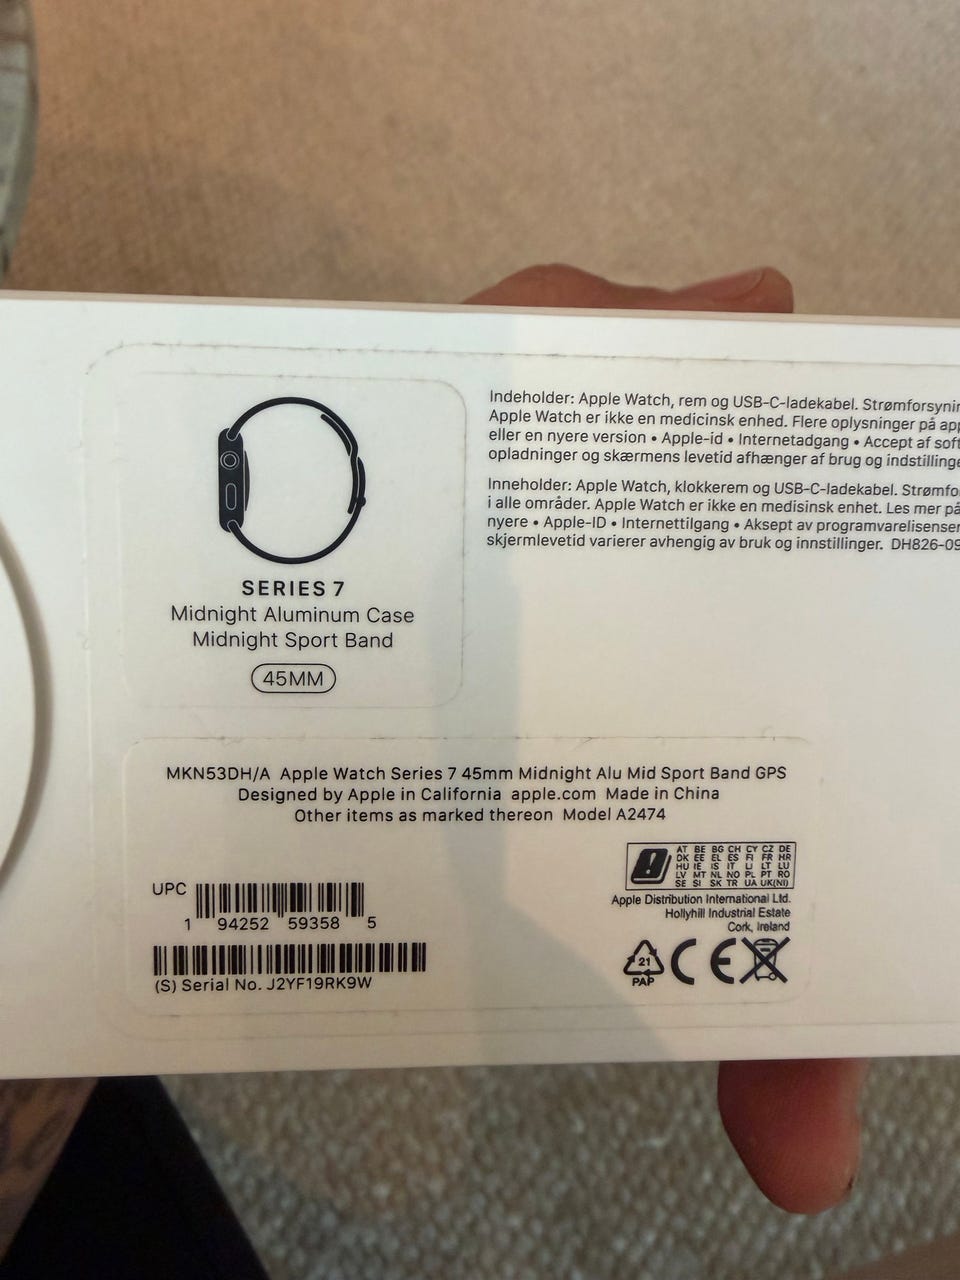 SERIES 7
Midnight Aluminum Case
Midnight Sport Band
45MM
Indeholder: Apple Watch, rem og USB-C-ladekabel.
Apple Watch er ikke en medicinsk enhed. Flere oplysninger på
eller en nyere version • Apple-id • Internetadgang • Accept af
opladninger og skærmens levetid afhænger af brug og
Inneholder: Apple Watch, klokkerem og USB-C-ladekabel.
i alle områder. Apple Watch er ikke en medisinsk enhet. Les mer på
nyere • Apple-ID • Internettilgang • Aksept av
skjermlevetid varierer avhengig av bruk og innstillinger. DH826-09
MKN53DH/A Apple Watch Series 7 45mm Midnight Alu Mid Sport Band GPS
Designed by Apple in California apple.com Made in China
Other items as marked thereon Model A2474
AT BE BG CH CY CZ DE
DK EE EL ES FI FR HR
HU IE IS IT LI LT LU
LV MT NL NO PL PT RO
SE SI SK TR UA UK(NI)
Apple Distribution International Ltd.
Hollyhill Industrial Estate
Cork, Ireland
UPC
1 94252 59358 5
(S) Serial No. J2YF19RK9W
21
PAP
CE